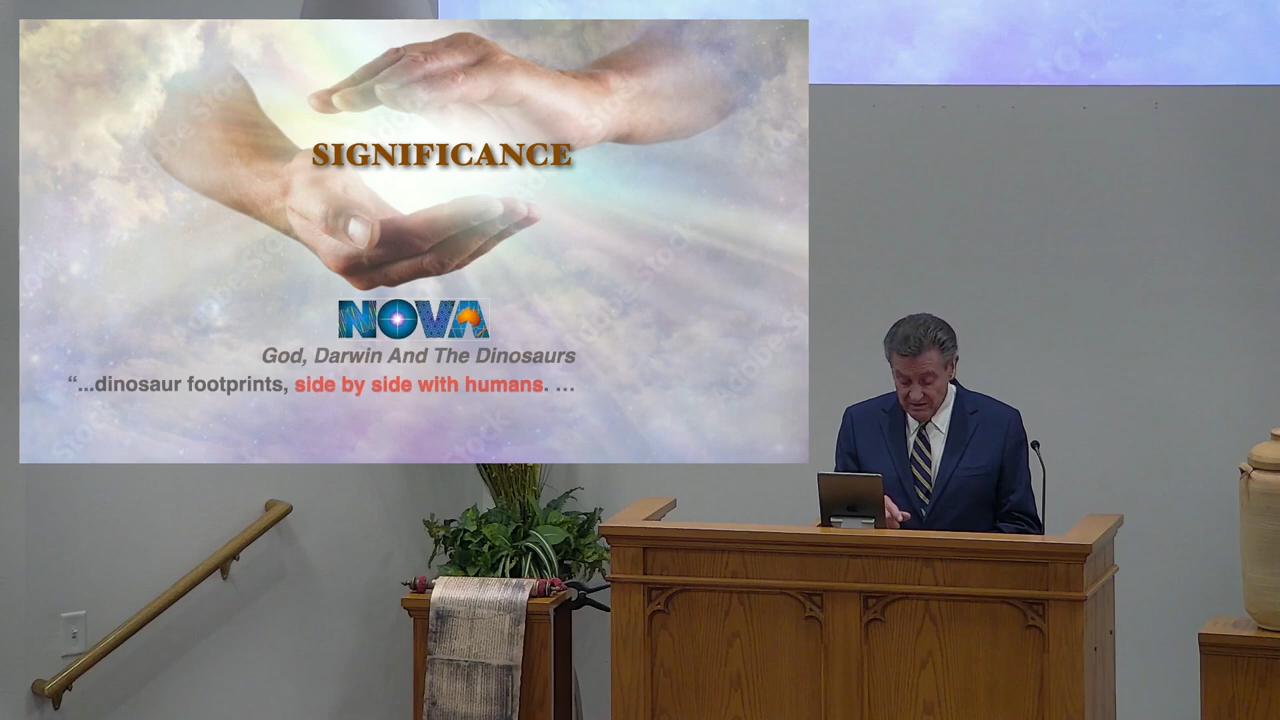 SIGNIFICANCE
NOVA
God, Darwin And The Dinosaurs
“...dinosaur footprints, side by side with humans. ...